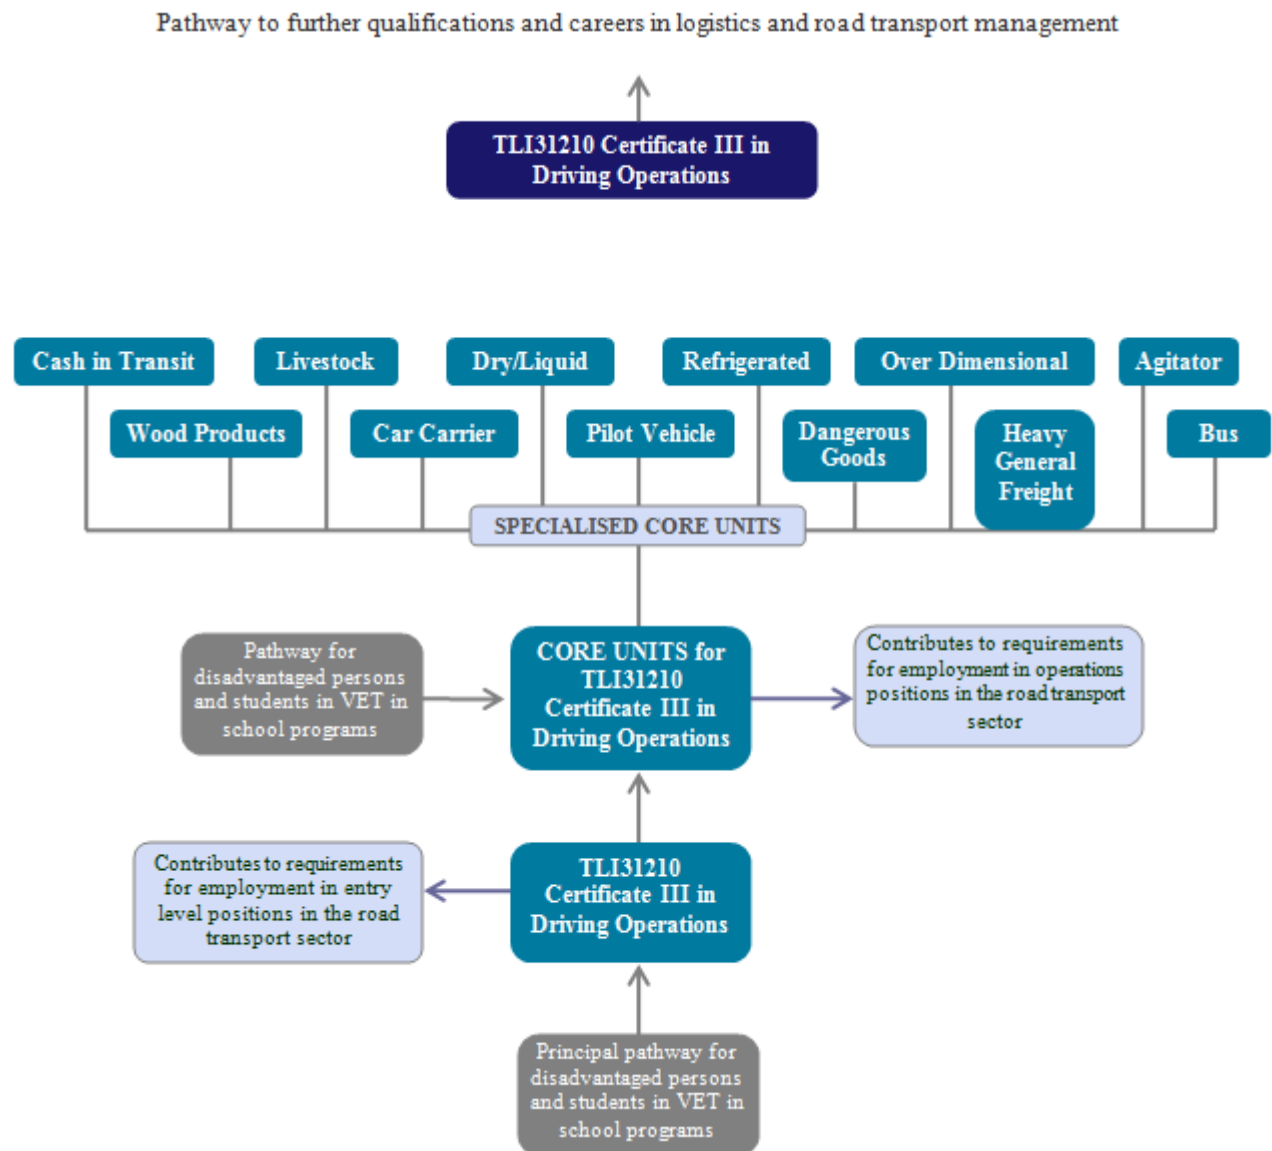 Pathway to further qualifications and careers in logistics and road transport management
TLI31210 Certificate III in
Driving Operations
Cash in Transit
Livestock
Dry/Liquid
Refrigerated
Over Dimensional
Agitator
Wood Products
Car Carrier
Pilot Vehicle
Dangerous
Goods
Heavy
General
Freight
Bus
SPECIALISED CORE UNITS
Pathway for
disadvantaged persons
and students in VET in
school programs
CORE UNITS for
TLI31210
Certificate III in
Driving Operations
Contributes to requirements
for employment in operations
positions in the road transport
sector
Contributes to requirements
for employment in entry
level positions in the road
transport sector
TLI31210
Certificate III in
Driving Operations
Principal pathway for
disadvantaged persons
and students in VET in
school programs